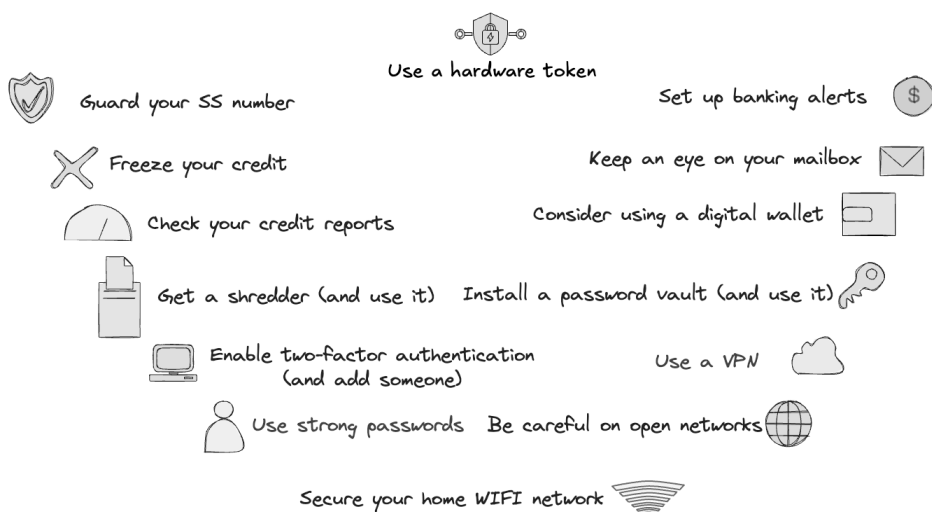 Use a hardware token
Guard your SS number
Set up banking alerts
Freeze your credit
Keep an eye on your mailbox
Check your credit reports
Consider using a digital wallet
Get a shredder (and use it)
Install a password vault (and use it)
Enable two-factor authentication
(and add someone)
Use a VPN
Use strong passwords
Be careful on open networks
Secure your home WIFI network
$